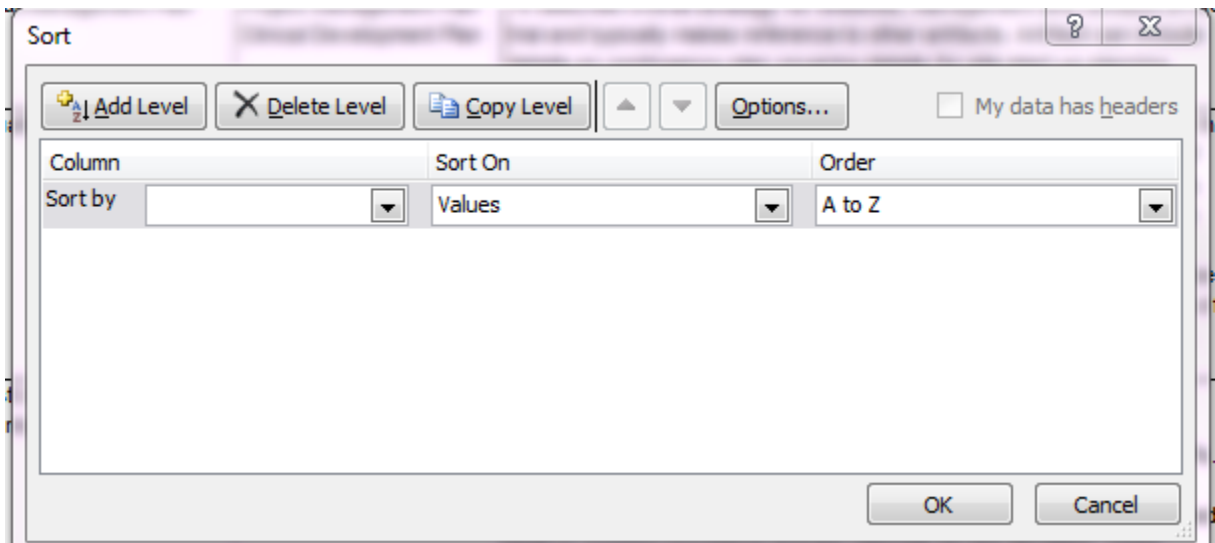 Sort
Add Level Delete Level Copy Level Options... My data has headers
Column Sort On Order
Sort by Values A to Z
OK Cancel